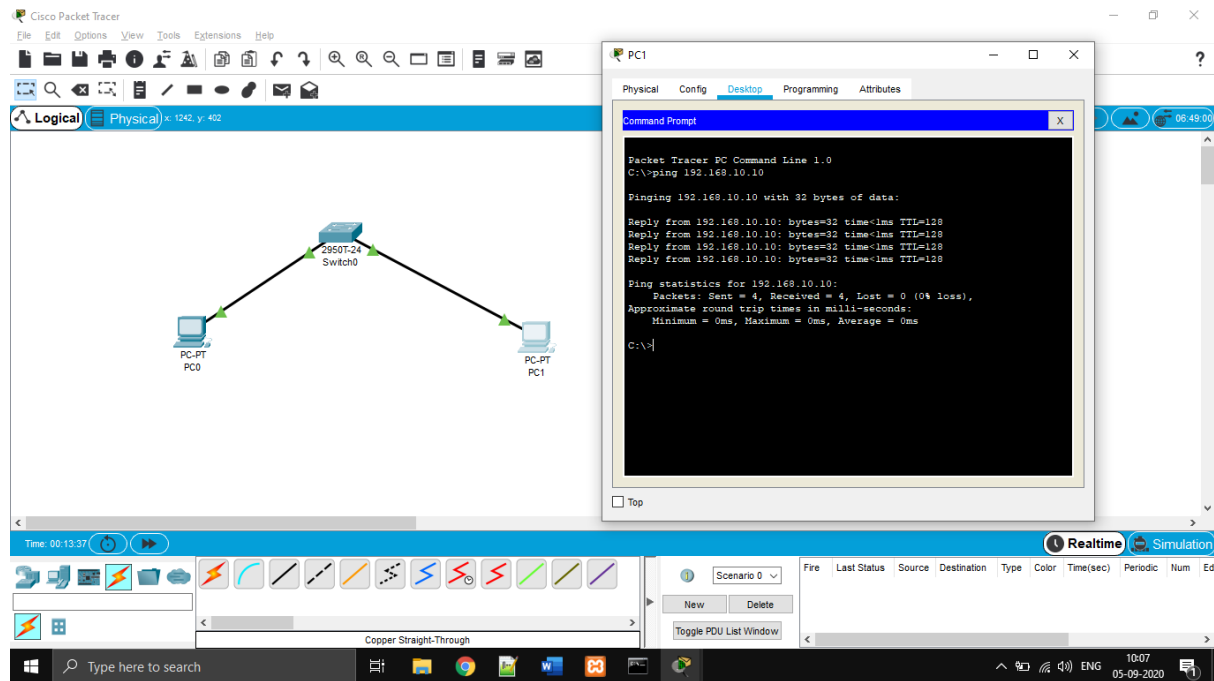 Cisco Packet Tracer
File Edit Options View Tools Extensions Help
?
Logical Physical x: 1242, y: 402
06:49:00
2950T-24
Switch0
PC-PT
PC0
PC-PT
PC1
PC1
Physical Config Desktop Programming Attributes
Command Prompt X
Packet Tracer PC Command Line 1.0
C:\>ping 192.168.10.10
Pinging 192.168.10.10 with 32 bytes of data:
Reply from 192.168.10.10: bytes=32 time<1ms TTL=128
Reply from 192.168.10.10: bytes=32 time<1ms TTL=128
Reply from 192.168.10.10: bytes=32 time<1ms TTL=128
Reply from 192.168.10.10: bytes=32 time<1ms TTL=128
Ping statistics for 192.168.10.10:
Packets: Sent = 4, Received = 4, Lost = 0 (0% loss),
Approximate round trip times in milli-seconds:
Minimum = 0ms, Maximum = 0ms, Average = 0ms
C:\>
Top
Time: 00:13:37
Realtime Simulation
Scenario 0
New Delete
Toggle PDU List Window
Fire Last Status Source Destination Type Color Time(sec) Periodic Num Ed
Copper Straight-Through
Type here to search
ENG
10:07
05-09-2020